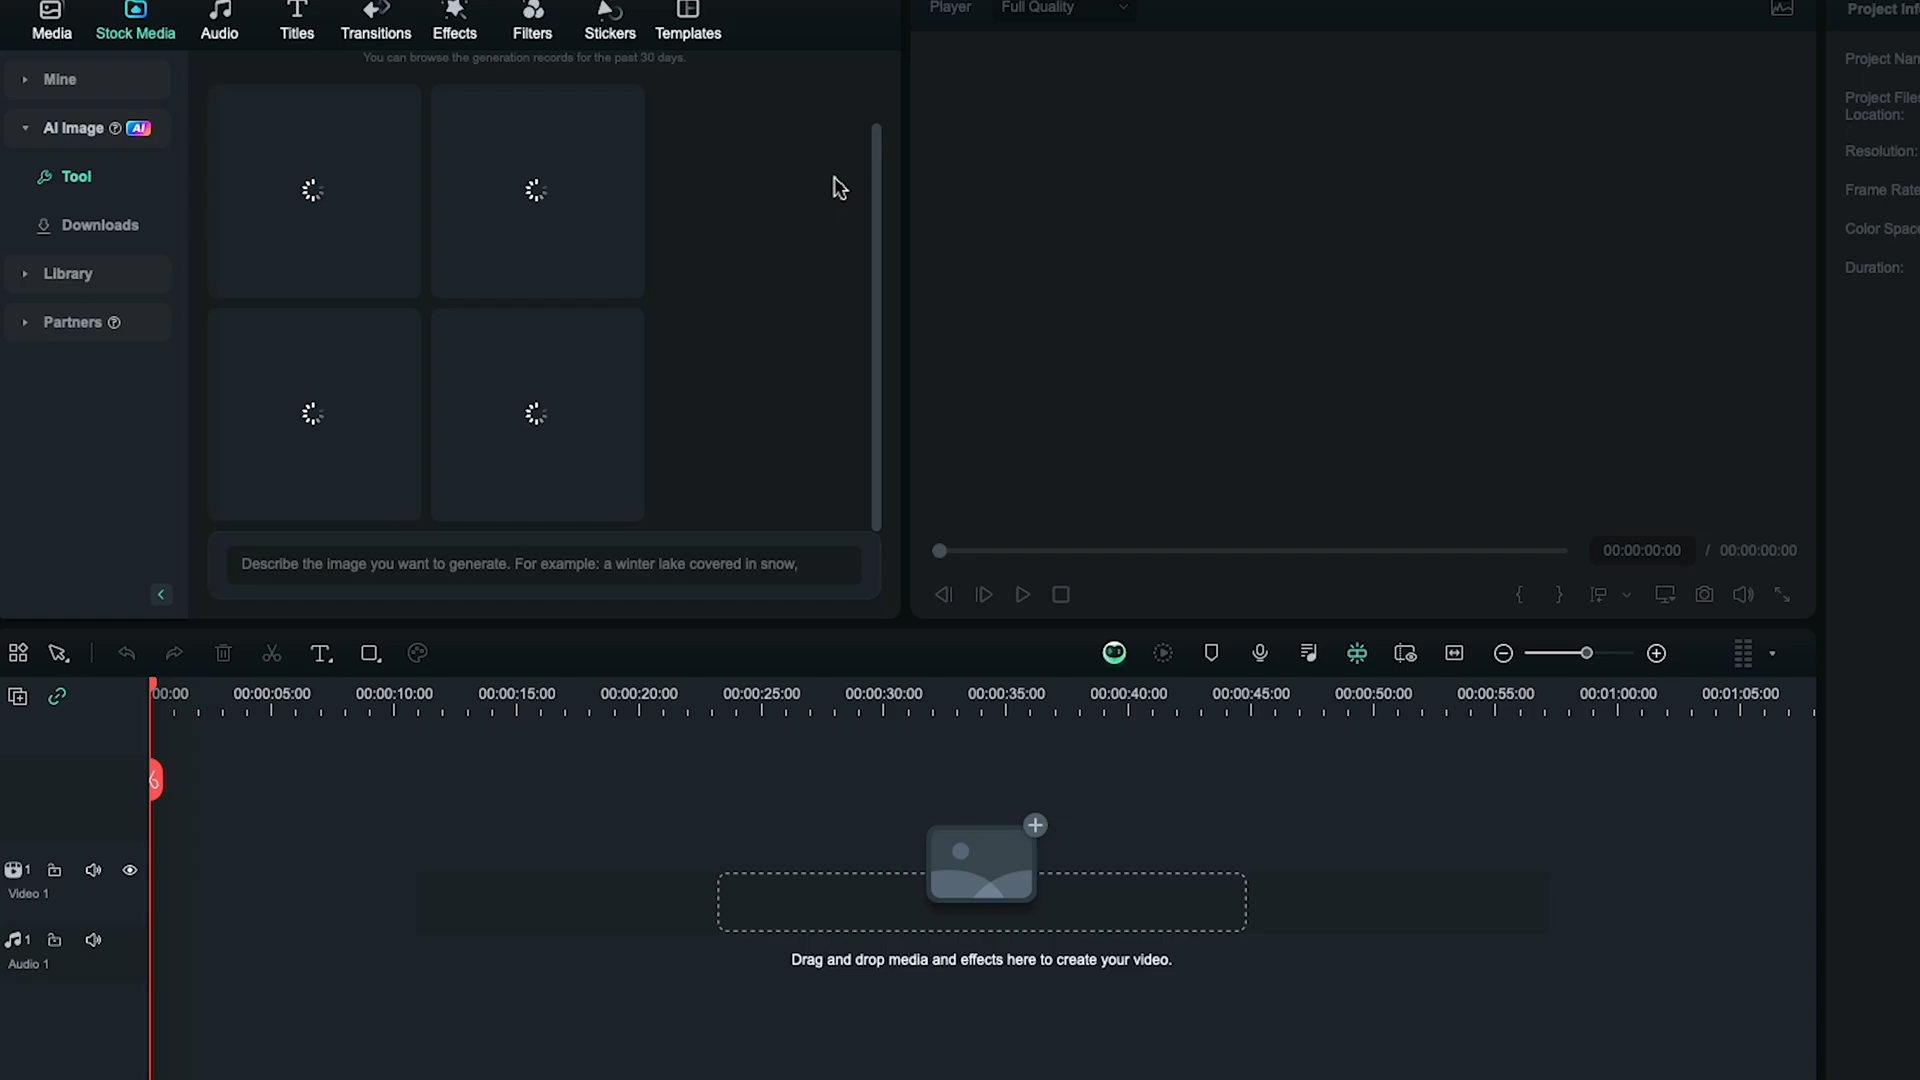 Media
Stock Media
Audio
Titles
Transitions
Effects
Filters
Stickers
Templates
Player
Full Quality
Project
You can browse the generation records for the past 30 days.
Mine
AI Image
AI
Tool
Downloads
Library
Partners
Project
Project
Location:
Resolution:
Frame
Color
Duration:
Describe the image you want to generate. For example: a winter lake covered in snow,
00:00:00:00 / 00:00:00:00
00:00
00:00:05:00
00:00:10:00
00:00:15:00
00:00:20:00
00:00:25:00
00:00:30:00
00:00:35:00
00:00:40:00
00:00:45:00
00:00:50:00
00:00:55:00
00:01:00:00
00:01:05:00
1
Video 1
1
Audio 1
Drag and drop media and effects here to create your video.